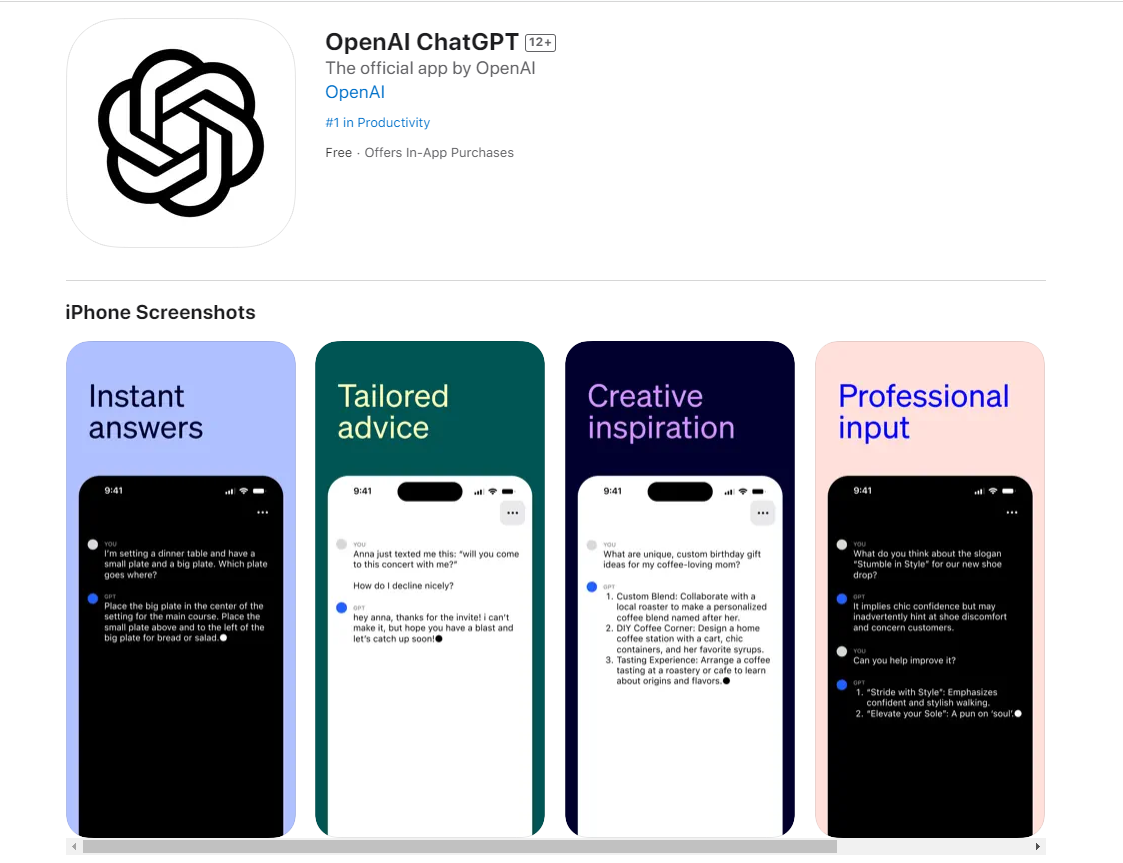 OpenAI ChatGPT 12+
The official app by OpenAI
OpenAI
#1 in Productivity
Free · Offers In-App Purchases
iPhone Screenshots
Instant
answers
9:41
YOU
I'm setting a dinner table and have a
small plate and a big plate. Which plate
goes where?
GPT
Place the big plate in the center of the
setting for the main course. Place the
small plate above and to the left of the
big plate for bread or salad.
Tailored
advice
9:41
YOU
Anna just texted me this: “will you come
to this concert with me?”
How do I decline nicely?
GPT
hey anna, thanks for the invite! i can't
make it, but hope you have a blast and
let's catch up soon!
Creative
inspiration
9:41
YOU
What are unique, custom birthday gift
ideas for my coffee-loving mom?
GPT
1. Custom Blend: Collaborate with a
local roaster to make a personalized
coffee blend named after her.
2. DIY Coffee Corner: Design a home
coffee station with a cart, chic
containers, and her favorite syrups.
3. Tasting Experience: Arrange a coffee
tasting at a roastery or cafe to learn
about origins and flavors.
Professional
input
9:41
YOU
What do you think about the slogan
“Stumble in Style” for our new shoe
drop?
GPT
It implies chic confidence but may
inadvertently hint at shoe discomfort
and concern customers.
YOU
Can you help improve it?
GPT
1. “Stride with Style”: Emphasizes
confident and stylish walking.
2. “Elevate your Sole”: A pun on ‘soul’.